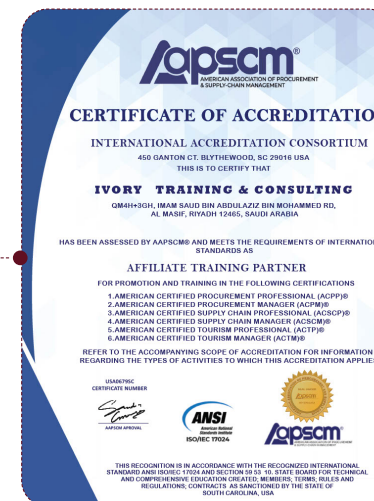 aapscm®
AMERICAN ASSOCIATION OF PROCUREMENT
& SUPPLY-CHAIN MANAGEMENT
CERTIFICATE OF ACCREDITATIO
INTERNATIONAL ACCREDITATION CONSORTIUM
450 GANTON CT. BLYTHEWOOD, SC 29016 USA
THIS IS TO CERTIFY THAT
IVORY TRAINING & CONSULTING
QM4H+3GH, IMAM SAUD BIN ABDULAZIZ BIN MOHAMMED RD,
AL MASIF, RIYADH 12465, SAUDI ARABIA
HAS BEEN ASSESSED BY AAPSCM® AND MEETS THE REQUIREMENTS OF INTERNATIO
STANDARDS AS
AFFILIATE TRAINING PARTNER
FOR PROMOTION AND TRAINING IN THE FOLLOWING CERTIFICATIONS
1.AMERICAN CERTIFIED PROCUREMENT PROFESSIONAL (ACPP)®
2.AMERICAN CERTIFIED PROCUREMENT MANAGER (ACPM)®
3.AMERICAN CERTIFIED SUPPLY CHAIN PROFESSIONAL (ACSCP)®
4.AMERICAN CERTIFIED SUPPLY CHAIN MANAGER (ACSCM)®
5.AMERICAN CERTIFIED TOURISM PROFESSIONAL (ACTP)®
6.AMERICAN CERTIFIED TOURISM MANAGER (ACTM)®
REFER TO THE ACCOMPANYING SCOPE OF ACCREDITATION FOR INFORMATION
REGARDING THE TYPES OF ACTIVITIES TO WHICH THIS ACCREDITATION APPLIE
USA0679SC
CERTIFICATE NUMBER
AAPSCM APROVAL
ANSI
American National
Standards Institute
ISO/IEC 17024
aapscm
aapscm®
THIS RECOGNITION IS IN ACCORDANCE WITH THE RECOGNIZED INTERNATIONAL
STANDARD ANSI ISO/IEC 17024 AND SECTION 59 53 10. STATE BOARD FOR TECHNICAL
AND COMPREHENSIVE EDUCATION CREATED; MEMBERS; TERMS; RULES AND
REGULATIONS; CONTRACTS AS SANCTIONED BY THE STATE OF
SOUTH CAROLINA, USA